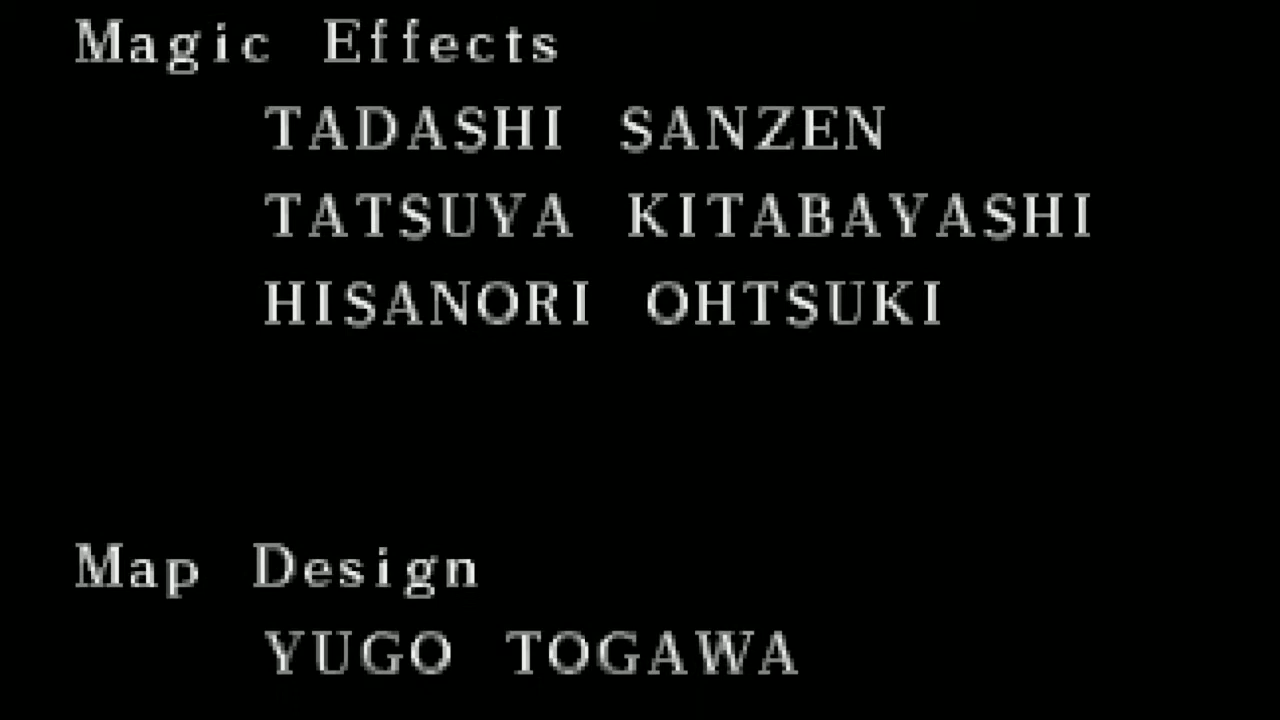 Magic Effects
TADASHI SANZEN
TATSUYA KITABAYASHI
HISANORI OHTSUKI
Map Design
YUGO TOGAWA